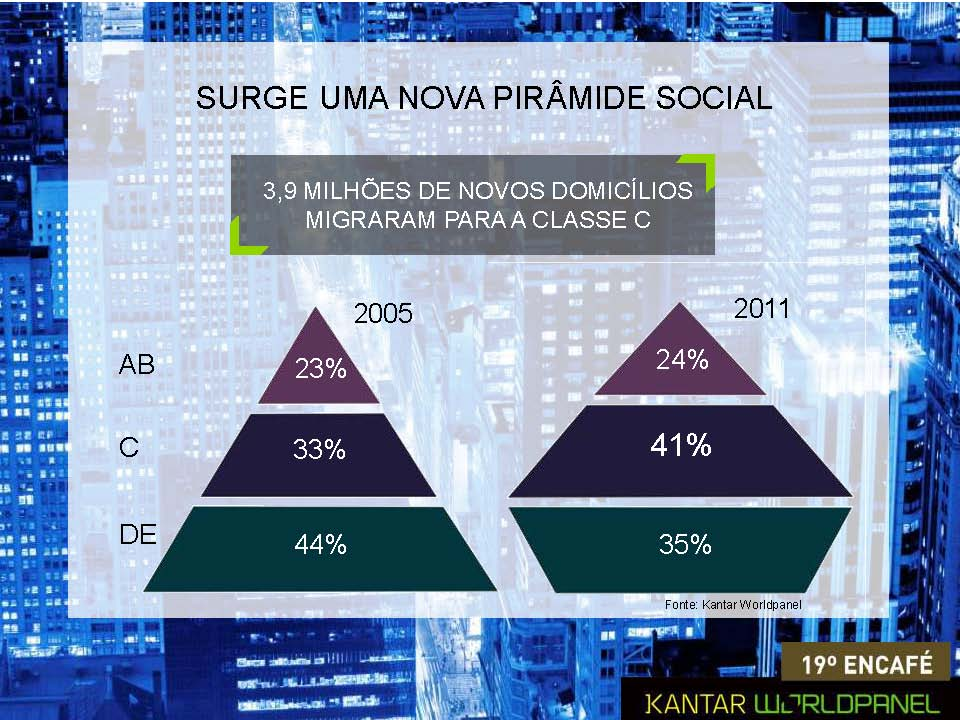 SURGE UMA NOVA PIRÂMIDE SOCIAL
3,9 MILHÕES DE NOVOS DOMICÍLIOS
MIGRARAM PARA A CLASSE C
2005
2011
AB
23%
24%
C
33%
41%
DE
44%
35%
Fonte: Kantar Worldpanel
19º ENCAFÉ
KANTAR WORLDPANEL